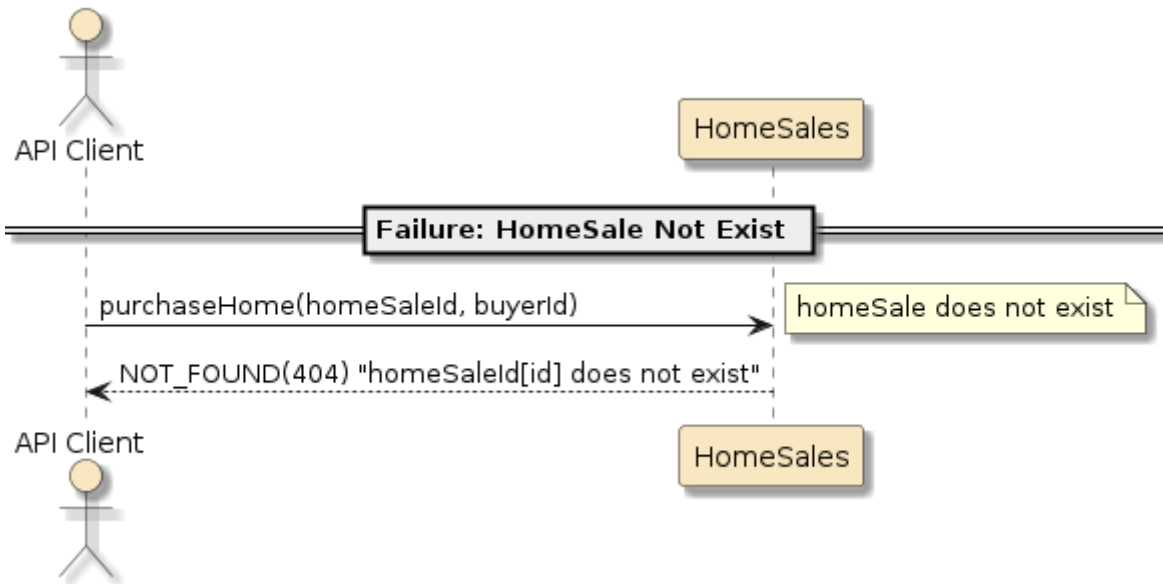 API Client
HomeSales
Failure: HomeSale Not Exist
purchaseHome(homeSaleId, buyerId)
homeSale does not exist
NOT_FOUND(404) "homeSaleId[id] does not exist"
API Client
HomeSales